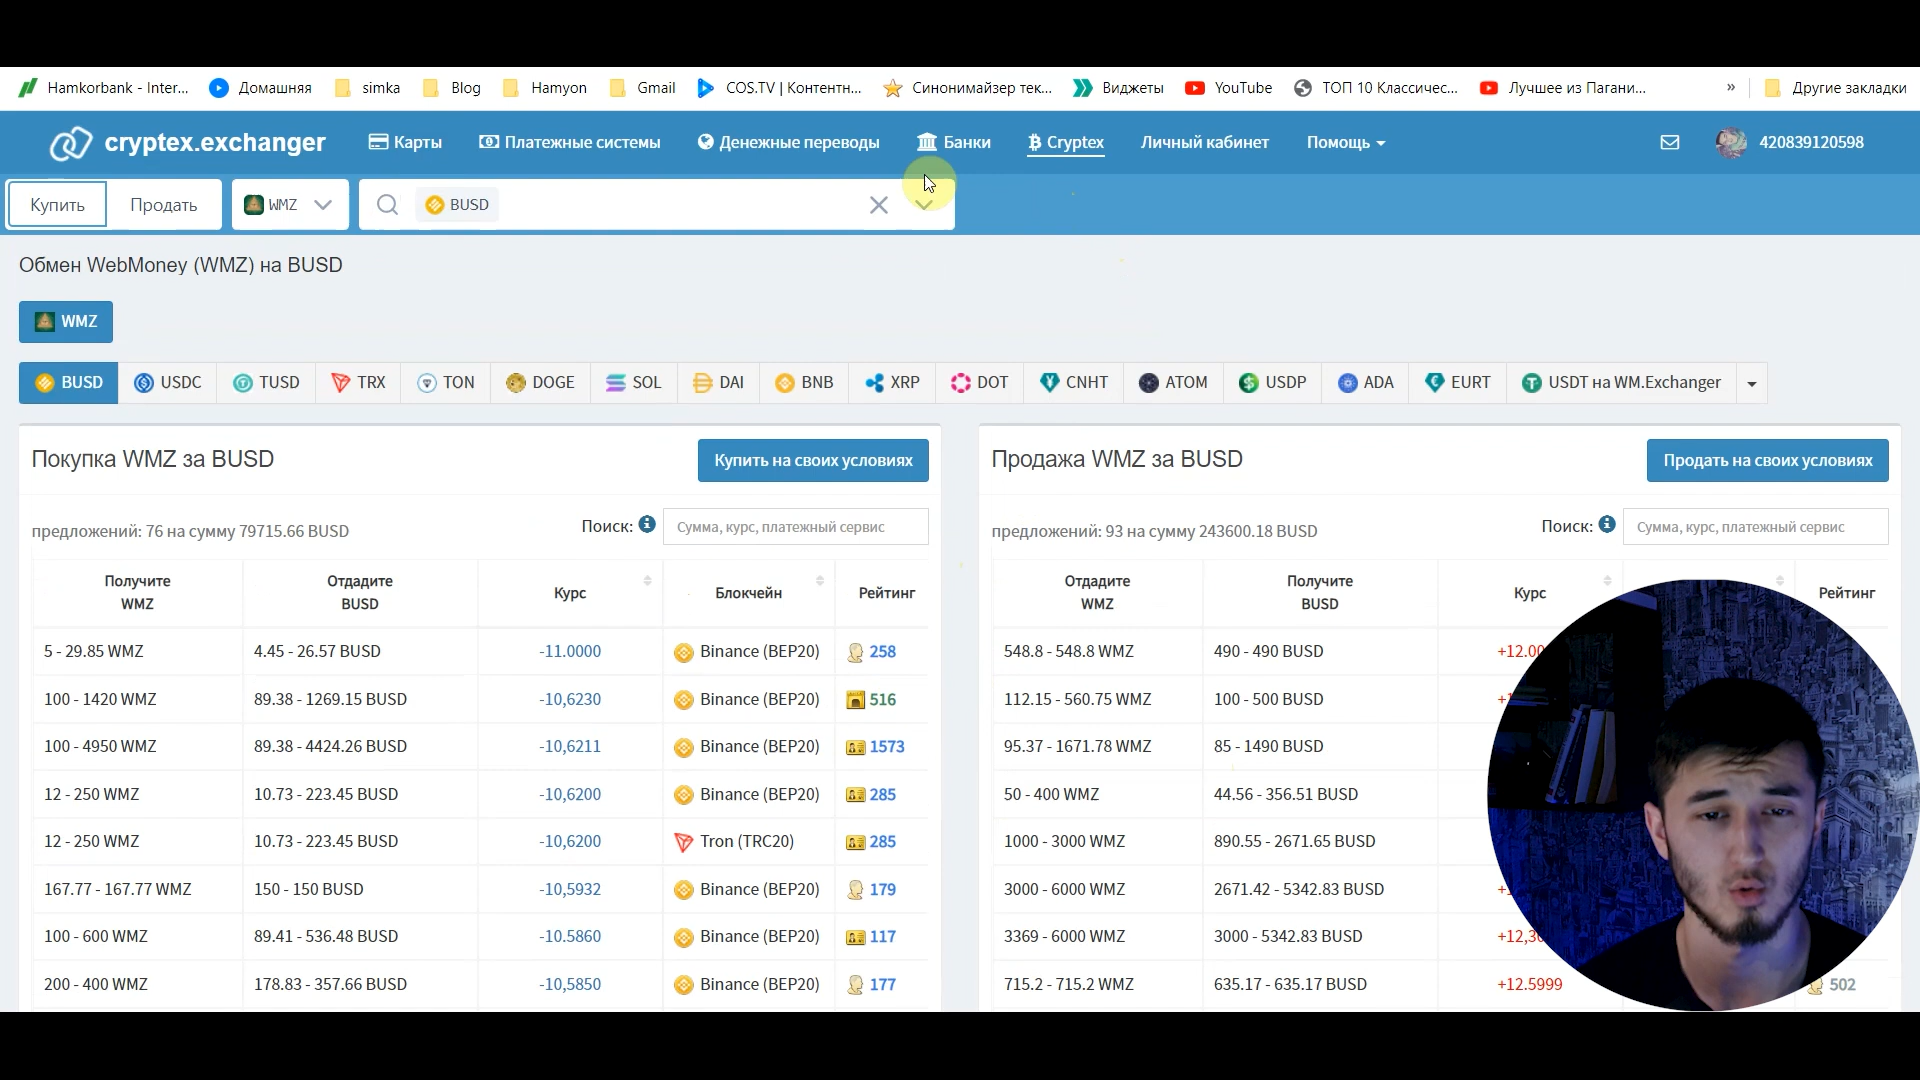 Hamkorbank - Inter... Домашняя simka Blog Hamyon Gmail COS.TV | Контентн... Синонимайзер тек... Виджеты YouTube ТОП 10 Классичес... Лучшее из Пагани... » Другие закладки
cryptex.exchanger Карты Платежные системы Денежные переводы Банки Cryptex Личный кабинет Помощь 420839120598
Купить Продать WMZ BUSD
Обмен WebMoney (WMZ) на BUSD
WMZ
BUSD USDC TUSD TRX TON DOGE SOL DAI BNB XRP DOT CNHT ATOM USDP ADA EURT USDT на WM.Exchanger
Покупка WMZ за BUSD Купить на своих условиях
предложений: 76 на сумму 79715.66 BUSD Поиск: Сумма, курс, платежный сервис
Получите WMZ Отдадите BUSD Курс Блокчейн Рейтинг
5 - 29.85 WMZ 4.45 - 26.57 BUSD -11.0000 Binance (BEP20) 258
100 - 1420 WMZ 89.38 - 1269.15 BUSD -10,6230 Binance (BEP20) 516
100 - 4950 WMZ 89.38 - 4424.26 BUSD -10,6211 Binance (BEP20) 1573
12 - 250 WMZ 10.73 - 223.45 BUSD -10,6200 Binance (BEP20) 285
12 - 250 WMZ 10.73 - 223.45 BUSD -10,6200 Tron (TRC20) 285
167.77 - 167.77 WMZ 150 - 150 BUSD -10,5932 Binance (BEP20) 179
100 - 600 WMZ 89.41 - 536.48 BUSD -10.5860 Binance (BEP20) 117
200 - 400 WMZ 178.83 - 357.66 BUSD -10,5850 Binance (BEP20) 177
Продажа WMZ за BUSD Продать на своих условиях
предложений: 93 на сумму 243600.18 BUSD Поиск: Сумма, курс, платежный сервис
Отдадите WMZ Получите BUSD Курс Рейтинг
548.8 - 548.8 WMZ 490 - 490 BUSD
112.15 - 560.75 WMZ 100 - 500 BUSD
95.37 - 1671.78 WMZ 85 - 1490 BUSD
50 - 400 WMZ 44.56 - 356.51 BUSD
1000 - 3000 WMZ 890.55 - 2671.65 BUSD
3000 - 6000 WMZ 2671.42 - 5342.83 BUSD
3369 - 6000 WMZ 3000 - 5342.83 BUSD
715.2 - 715.2 WMZ 635.17 - 635.17 BUSD +12.5999 502